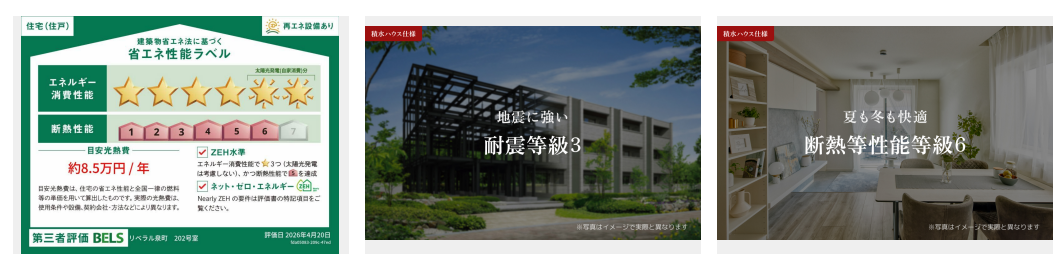 住宅(住戸)
再エネ設備あり
建築物省エネ法に基づく
省エネ性能ラベル
エネルギー
消費性能
太陽光発電(自家消費)分
断熱性能
1 2 3 4 5 6 7
目安光熱費
約8.5万円 / 年
目安光熱費は、住宅の省エネ性能と全国一律の燃料
等の単価を用いて算出したものです。実際の光熱費は、
使用条件や設備、契約会社・方法などにより異なります。
ZEH水準
エネルギー消費性能で 3つ (太陽光発電
は考慮しない)、かつ断熱性能で 5 を達成
ネット・ゼロ・エネルギー ZEH
Nearly ZEH の要件は評価書の特記項目をご
覧ください。
第三者評価 BELS
リベラル泉町 202号室
評価日 2026年4月20日
積水ハウス仕様
地震に強い
耐震等級3
※写真はイメージで実際と異なります
積水ハウス仕様
夏も冬も快適
断熱等性能等級6
※写真はイメージで実際と異なります